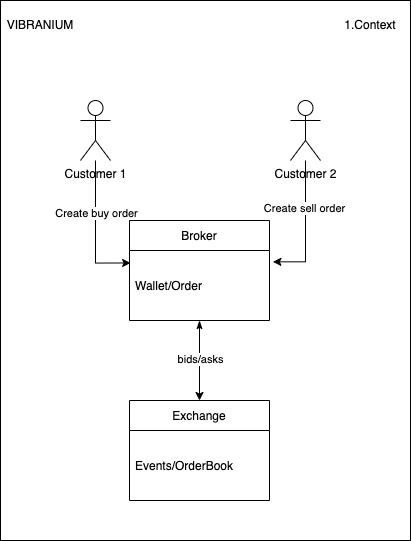 VIBRANIUM 1.Context
Customer 1 Customer 2
Create buy order Create sell order
Broker
Wallet/Order
bids/asks
Exchange
Events/OrderBook